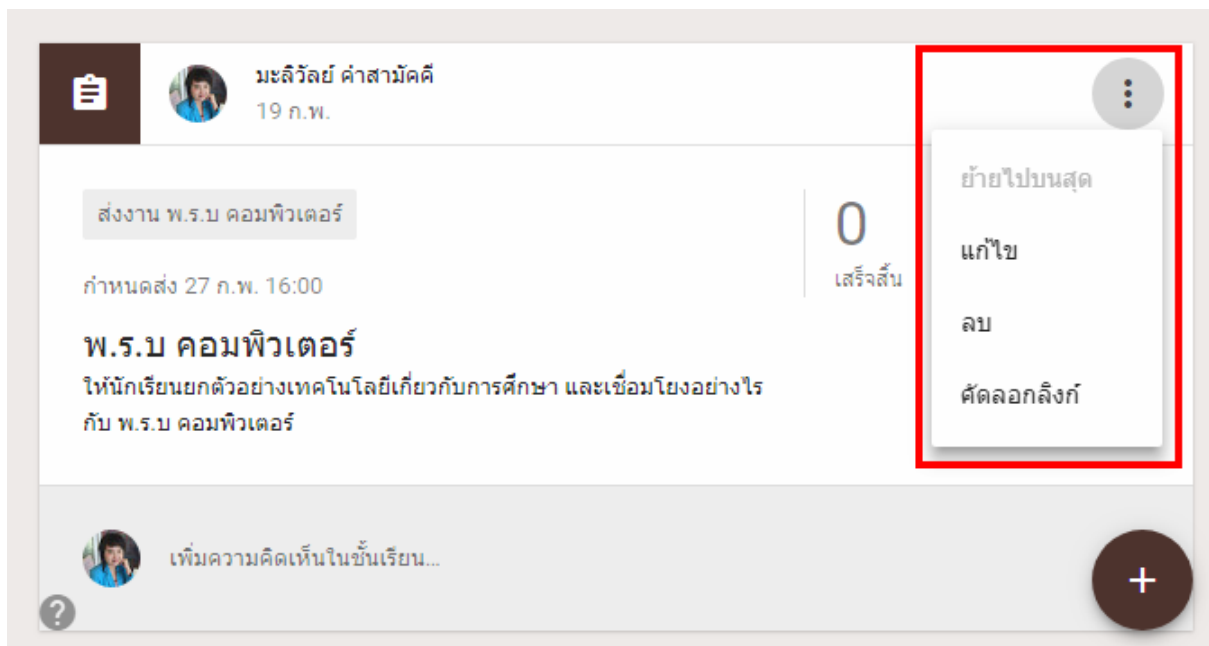 มะลิวัลย์ คำสามัคคี
19 ก.พ.
ย้ายไปบนสุด
แก้ไข
ลบ
คัดลอกลิงก์
ส่งงาน พ.ร.บ คอมพิวเตอร์
0
เสร็จสิ้น
กำหนดส่ง 27 ก.พ. 16:00
พ.ร.บ คอมพิวเตอร์
ให้นักเรียนยกตัวอย่างเทคโนโลยีเกี่ยวกับการศึกษา และเชื่อมโยงอย่างไร
กับ พ.ร.บ คอมพิวเตอร์
เพิ่มความคิดเห็นในชั้นเรียน...